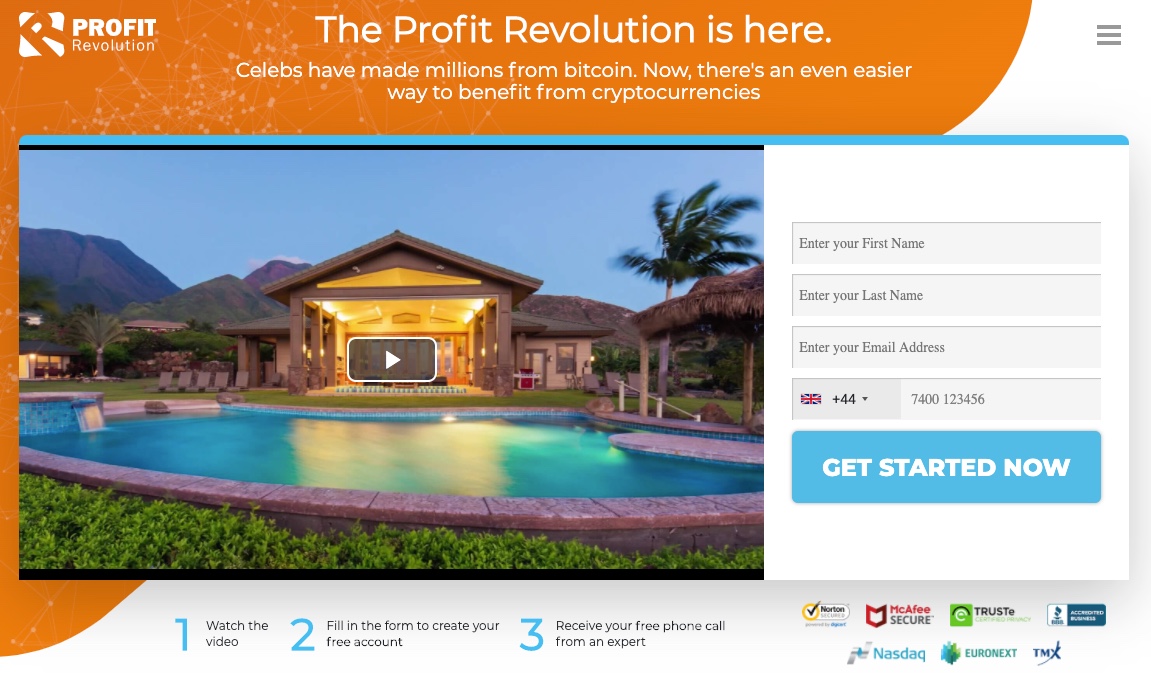 PROFIT
Revolution
The Profit Revolution is here.
Celebs have made millions from bitcoin. Now, there's an even easier
way to benefit from cryptocurrencies
Enter your First Name
Enter your Last Name
Enter your Email Address
+44 7400 123456
GET STARTED NOW
1 Watch the
video
2 Fill in the form to create your
free account
3 Receive your free phone call
from an expert
Norton
SECURED
powered by digicert
McAfee
SECURE
TRUSTe
CERTIFIED PRIVACY
BBB
ACCREDITED
BUSINESS
Nasdaq
EURONEXT
TMX